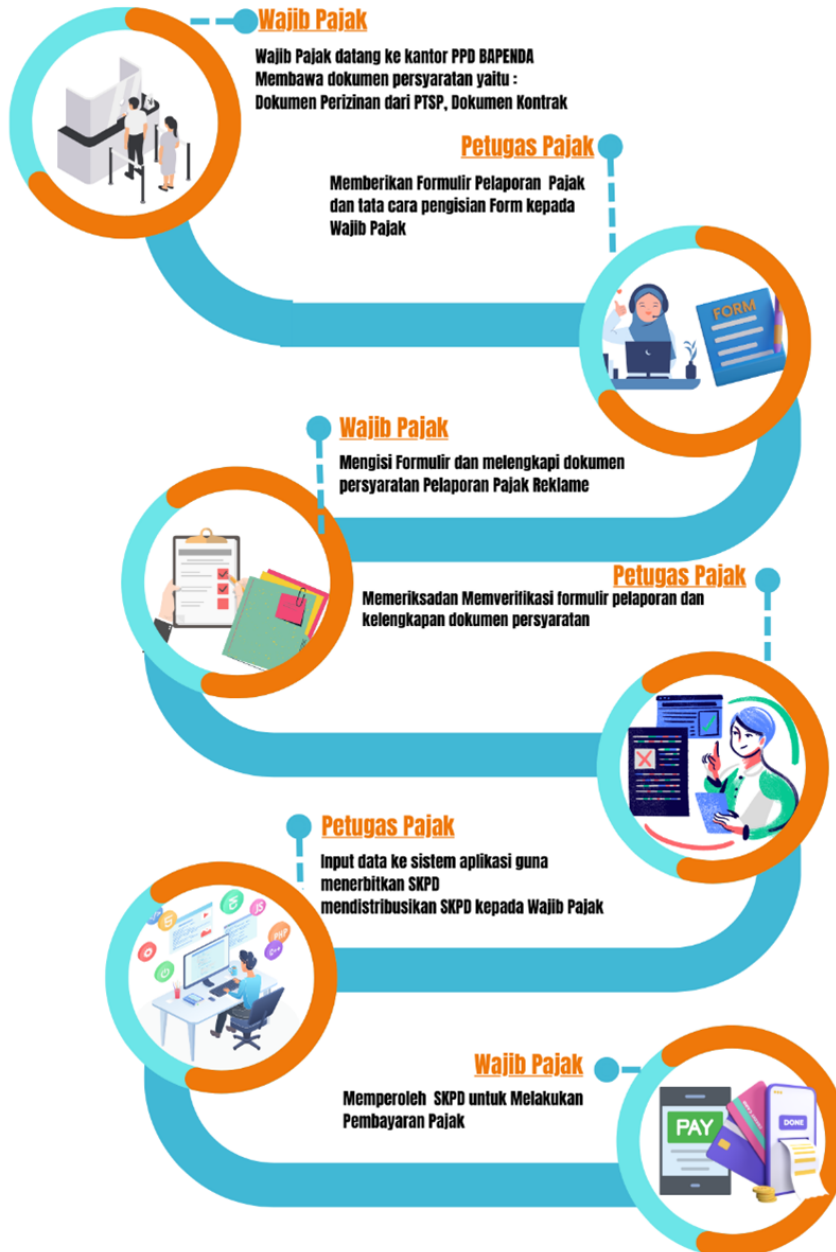 Wajib Pajak
Wajib Pajak datang ke kantor PPD BAPENDA
Membawa dokumen persyaratan yaitu :
Dokumen Perizinan dari PTSP, Dokumen Kontrak
Petugas Pajak
Memberikan Formulir Pelaporan Pajak
dan tata cara pengisian Form kepada
Wajib Pajak
FORM
Wajib Pajak
Mengisi Formulir dan melengkapi dokumen
persyaratan Pelaporan Pajak Reklame
Petugas Pajak
Memeriksadan Memverifikasi formulir pelaporan dan
kelengkapan dokumen persyaratan
Petugas Pajak
Input data ke sistem aplikasi guna
menerbitkan SKPD
mendistribusikan SKPD kepada Wajib Pajak
JS
PHP
C++
Wajib Pajak
Memperoleh SKPD untuk Melakukan
Pembayaran Pajak
PAY
DONE